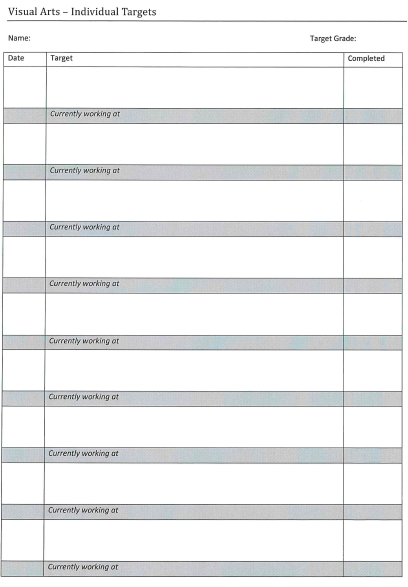 Visual Arts – Individual Targets
Name: Target Grade:
Date Target Completed
Currently working at
Currently working at
Currently working at
Currently working at
Currently working at
Currently working at
Currently working at
Currently working at
Currently working at